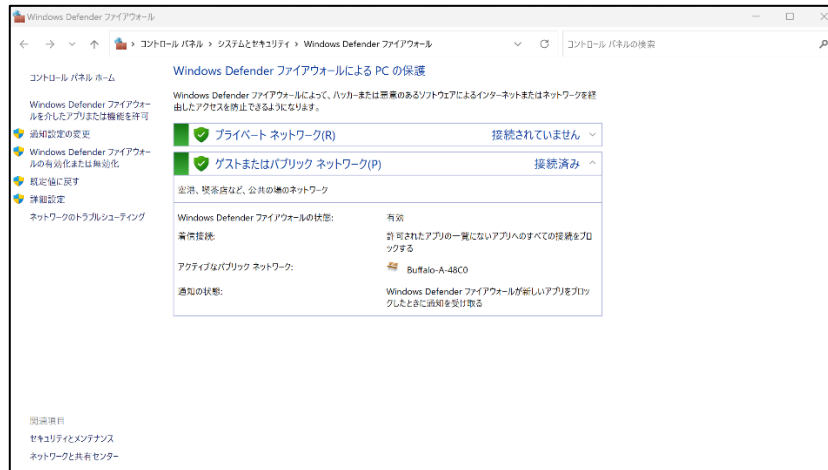 Windows Defender ファイアウォール
コントロール パネル › システムとセキュリティ › Windows Defender ファイアウォール
コントロール パネルの検索
コントロール パネル ホーム
Windows Defender ファイアウォー
ルを介したアプリまたは機能を許可
通知設定の変更
Windows Defender ファイアウォー
ルの有効化または無効化
既定値に戻す
詳細設定
ネットワークのトラブルシューティング
Windows Defender ファイアウォールによる PC の保護
Windows Defender ファイアウォールによって、ハッカーまたは悪意のあるソフトウェアによるインターネットまたはネットワークを経
由したアクセスを防止できるようになります。
プライベート ネットワーク(R) 接続されていません
ゲストまたはパブリック ネットワーク(P) 接続済み
空港、喫茶店など、公共の場のネットワーク
Windows Defender ファイアウォールの状態: 有効
着信接続: 許可されたアプリの一覧にないアプリへのすべての接続をブロ
ックする
アクティブなパブリック ネットワーク: Buffalo-A-48C0
通知の状態: Windows Defender ファイアウォールが新しいアプリをブロッ
クしたときに通知を受け取る
関連項目
セキュリティとメンテナンス
ネットワークと共有センター